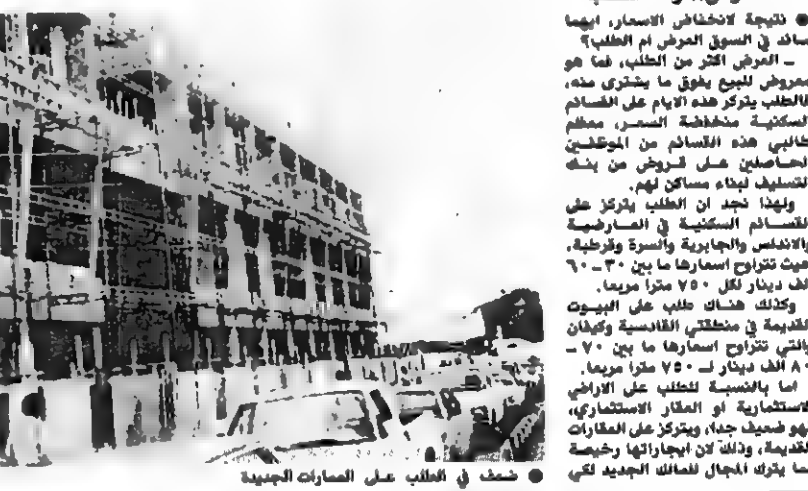 ● نتيجة لانخفاض الاسعار، ايهما
سائد في السوق العرض ام الطلب؟
ـ العرض اكثر من الطلب، فما هو
معروض للبيع يفوق ما يشترى منه،
فالطلب يتركز هذه الايام على القسائم
السكنية منخفضة السعر، معظم
طالبي هذه القسائم من الموظفين
الحاصلين على قروض من بنك
التسليف لبناء مساكن لهم.
ولهذا نجد ان الطلب يتركز على
القسائم السكنية في العارضية
والاندلس والجابرية والسرة وقرطبة،
حيث تتراوح اسعارها ما بين ٣٠ ـ ٦٠
الف دينار لكل ٧٥٠ مترا مربعا.
وكذلك هناك طلب على البيوت
القديمة في منطقتي القادسية وكيفان
والتي تتراوح اسعارها ما بين ٧٠ ـ
٨٠ الف دينار لـ ٧٥٠ مترا مربعا.
اما بالنسبة للطلب على الاراضي
الاستثمارية او العقار الاستثماري،
فهو ضعيف جدا، ويتركز على العقارات
القديمة، وذلك لان ايجاراتها رخيصة
مما يترك المجال للمالك الجديد لكي
● ضعف في الطلب على العمارات الجديدة